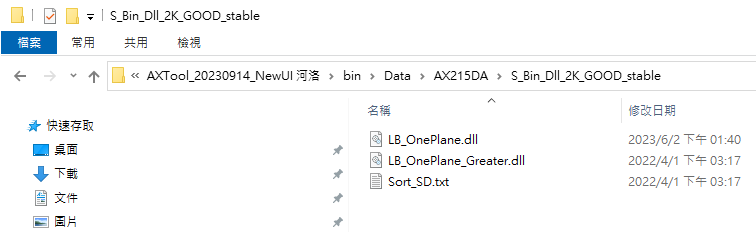 S_Bin_Dll_2K_GOOD_stable
檔案 常用 共用 檢視
« AXTool_20230914_NewUI 河洛 › bin › Data › AX215DA › S_Bin_Dll_2K_GOOD_stable
名稱 修改日期
快速存取
桌面
下載
文件
圖片
LB_OnePlane.dll 2023/6/2 下午 01:40
LB_OnePlane_Greater.dll 2022/4/1 下午 03:17
Sort_SD.txt 2022/4/1 下午 03:17